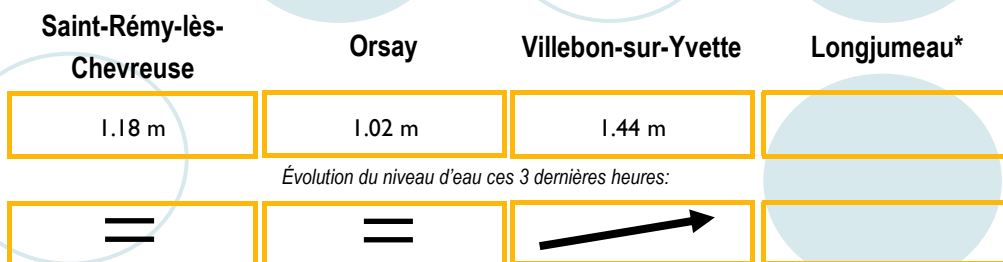 Saint-Rémy-lès-
Chevreuse
Orsay
Villebon-sur-Yvette
Longjumeau*
1.18 m
1.02 m
1.44 m
Évolution du niveau d’eau ces 3 dernières heures:
=
=